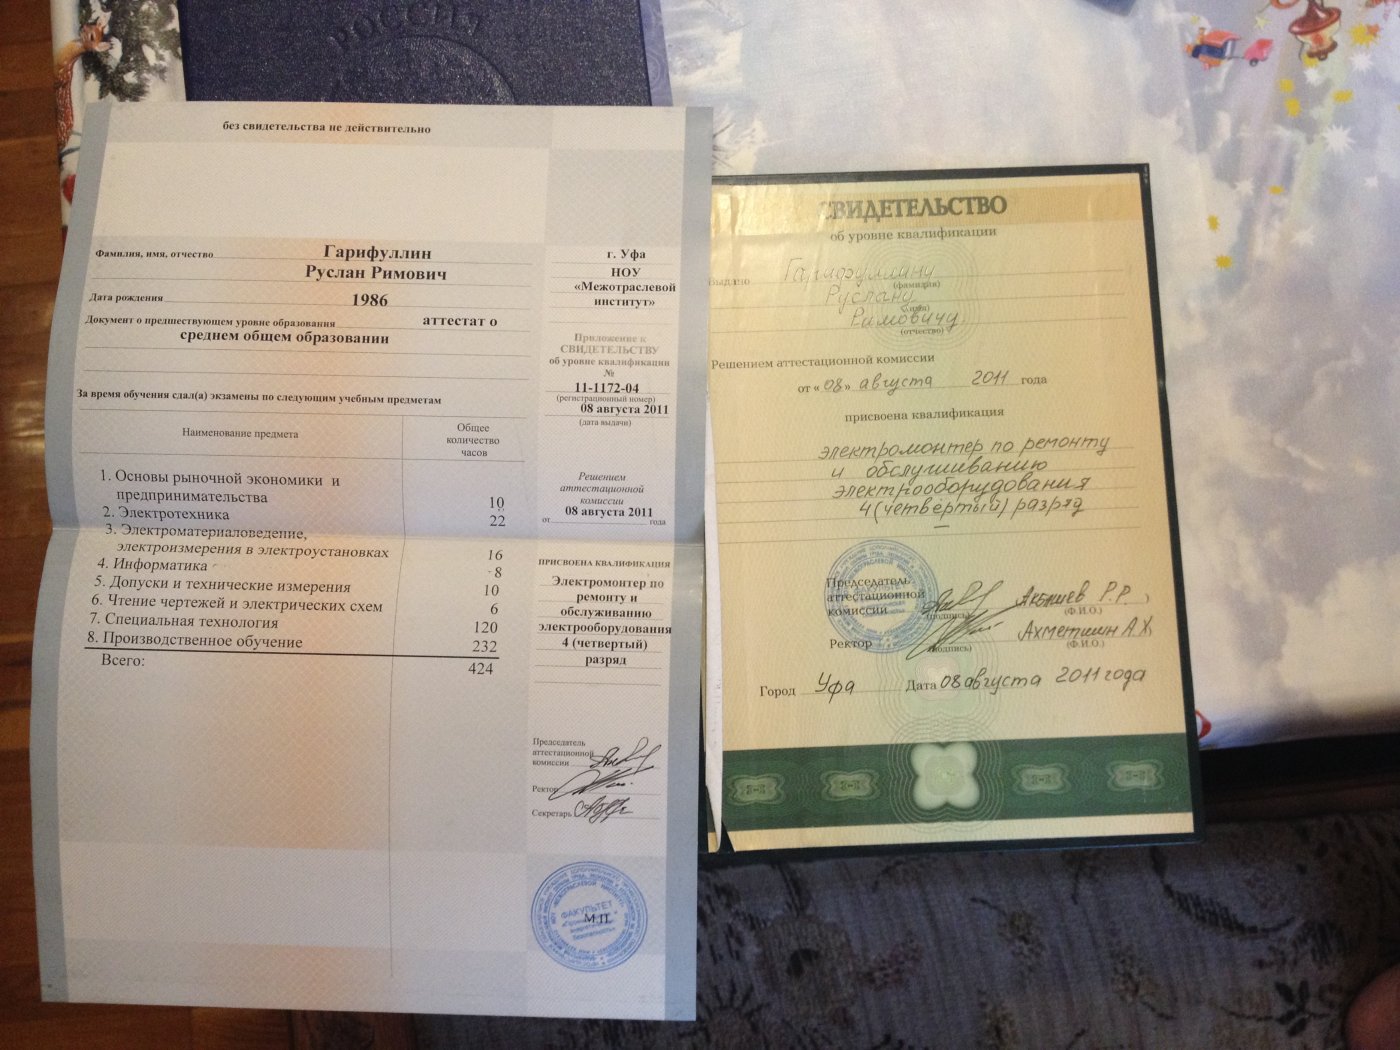 РОССИЯ
без свидетельства не действительно
Фамилия, имя, отчество Гарифуллин
Руслан Римович
Дата рождения 1986
Документ о предшествующем уровне образования аттестат о
среднем общем образовании
За время обучения сдал(а) экзамены по следующим учебным предметам
Наименование предмета
Общее
количество
часов
1. Основы рыночной экономики и
предпринимательства 10
2. Электротехника 22
3. Электроматериаловедение,
электроизмерения в электроустановках 16
4. Информатика 8
5. Допуски и технические измерения 10
6. Чтение чертежей и электрических схем 6
7. Специальная технология 120
8. Производственное обучение 232
Всего: 424
г. Уфа
НОУ
«Межотраслевой
институт»
Приложение к
СВИДЕТЕЛЬСТВУ
об уровне квалификации
№
11-1172-04
(регистрационный номер)
08 августа 2011
(дата выдачи)
Решением
аттестационной
комиссии
08 августа 2011
от года
ПРИСВОЕНА КВАЛИФИКАЦИЯ
Электромонтер по
ремонту и
обслуживанию
электрооборудования
4 (четвертый)
разряд
Председатель
аттестационной
комиссии
Ректор
Секретарь
ФАКУЛЬТЕТ
М.П.
СВИДЕТЕЛЬСТВО
об уровне квалификации
Выдано Гарифуллину
(фамилия)
Руслану
(имя)
Римовичу
(отчество)
Решением аттестационной комиссии
от « 08 » августа 2011 года
присвоена квалификация
электромонтер по ремонту
и обслуживанию
электрооборудования
4 (четвёртый) разряд
Председатель
аттестационной
комиссии
(подпись)
Р.Р.
(Ф.И.О.)
Ректор
(подпись)
Ахметшин А.Х.
(Ф.И.О.)
Город Уфа Дата 08 августа 2011 года